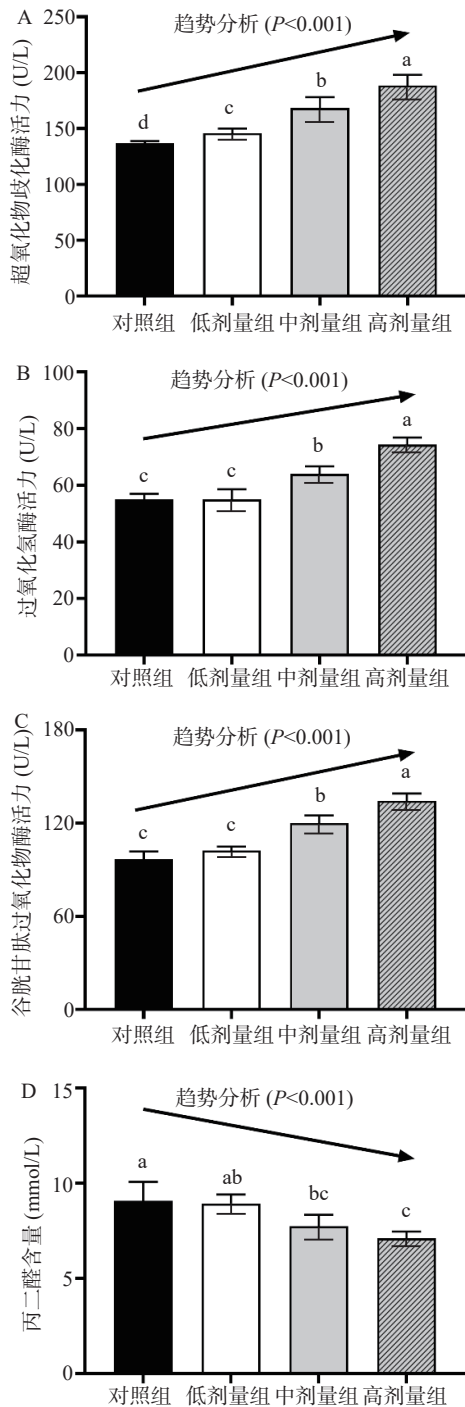 A
趋势分析 (P<0.001)
超氧化物歧化酶活力 (U/L)
250
200
150
100
50
0
d
c
b
a
对照组 低剂量组 中剂量组 高剂量组
B
趋势分析 (P<0.001)
过氧化氢酶活力 (U/L)
100
80
60
40
20
0
c
c
b
a
对照组 低剂量组 中剂量组 高剂量组
C
趋势分析 (P<0.001)
谷胱甘肽过氧化物酶活力 (U/L)
180
120
60
0
c
c
b
a
对照组 低剂量组 中剂量组 高剂量组
D
趋势分析 (P<0.001)
丙二醛含量 (mmol/L)
15
10
5
0
a
ab
bc
c
对照组 低剂量组 中剂量组 高剂量组